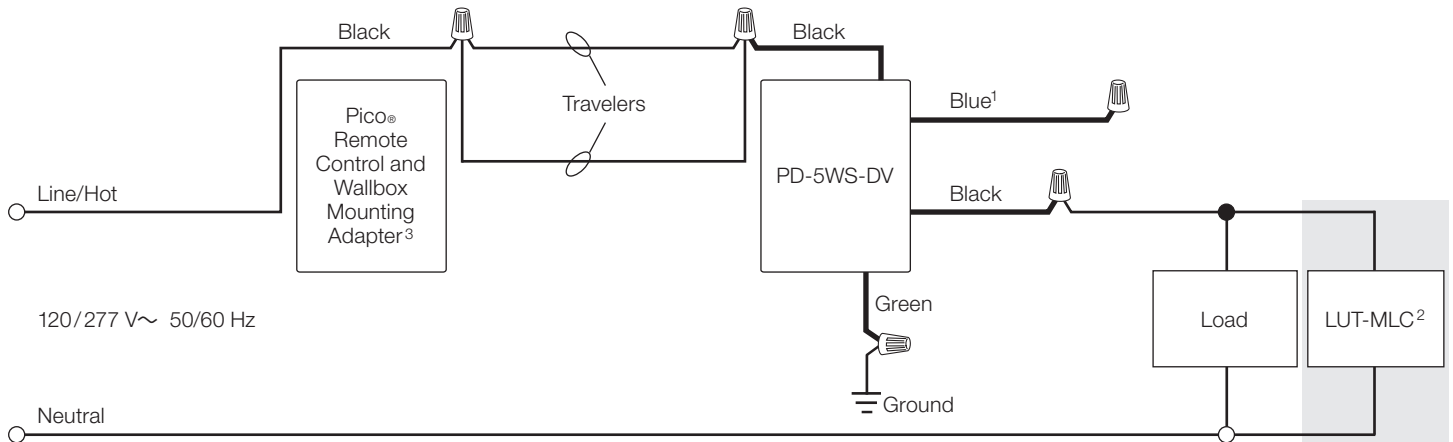 Black
Black
Travelers
Blue¹
Pico®
Remote
Control and
Wallbox
Mounting
Adapter³
PD-5WS-DV
Line/Hot
Black
Green
120/277 V~ 50/60 Hz
Load
LUT-MLC²
Ground
Neutral